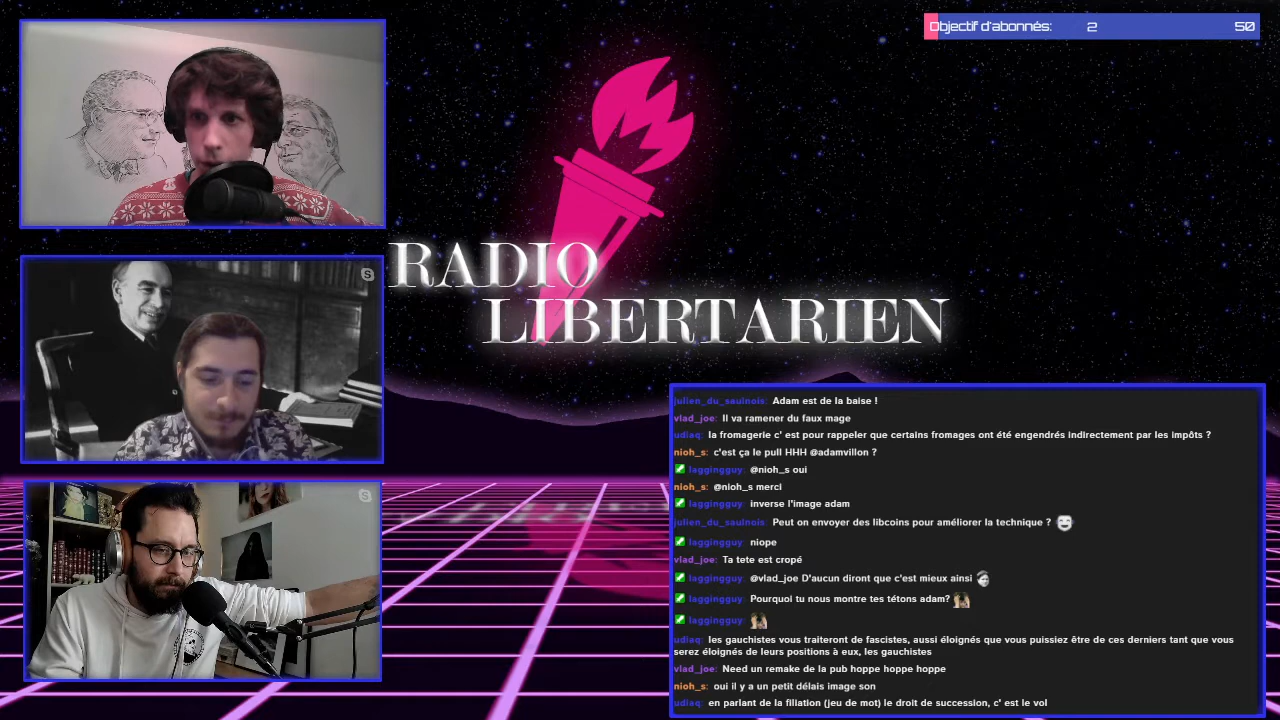 Objectif d'abonnés: 2 50
RADIO
LIBERTARIEN
julien_du_saulnois: Adam est de la baise !
vlad_joe: Il va ramener du faux mage
udiaq: la fromagerie c' est pour rappeler que certains fromages ont été engendrés indirectement par les impôts ?
nioh_s: c'est ça le pull HHH @adamvillon ?
laggingguy: @nioh_s oui
nioh_s: @nioh_s merci
laggingguy: inverse l'image adam
julien_du_saulnois: Peut on envoyer des libcoins pour améliorer la technique ?
laggingguy: niope
vlad_joe: Ta tete est cropé
laggingguy: @vlad_joe D'aucun diront que c'est mieux ainsi
laggingguy: Pourquoi tu nous montre tes tétons adam?
laggingguy:
udiaq: les gauchistes vous traiteront de fascistes, aussi éloignés que vous puissiez être de ces derniers tant que vous
serez éloignés de leurs positions à eux, les gauchistes
vlad_joe: Need un remake de la pub hoppe hoppe hoppe
nioh_s: oui il y a un petit délais image son
udiaq: en parlant de la filiation (jeu de mot) le droit de succession, c' est le vol